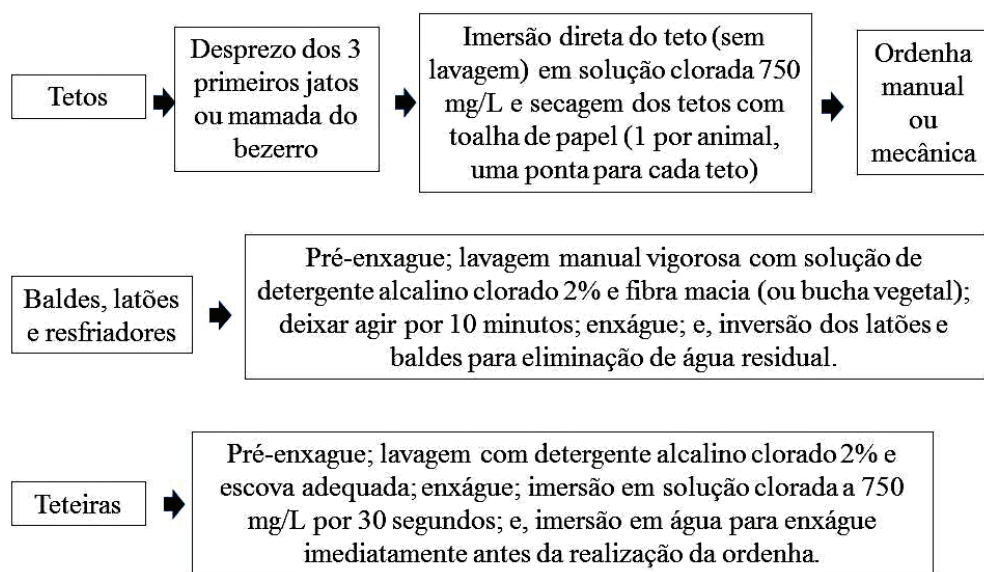 Tetos
Desprezo dos 3
primeiros jatos
ou mamada do
bezerro
Imersão direta do teto (sem
lavagem) em solução clorada 750
mg/L e secagem dos tetos com
toalha de papel (1 por animal,
uma ponta para cada teto)
Ordenha
manual
ou
mecânica
Baldes, latões
e resfriadores
Pré-enxague; lavagem manual vigorosa com solução de
detergente alcalino clorado 2% e fibra macia (ou bucha vegetal);
deixar agir por 10 minutos; enxágue; e, inversão dos latões e
baldes para eliminação de água residual.
Teteiras
Pré-enxague; lavagem com detergente alcalino clorado 2% e
escova adequada; enxágue; imersão em solução clorada a 750
mg/L por 30 segundos; e, imersão em água para enxágue
imediatamente antes da realização da ordenha.